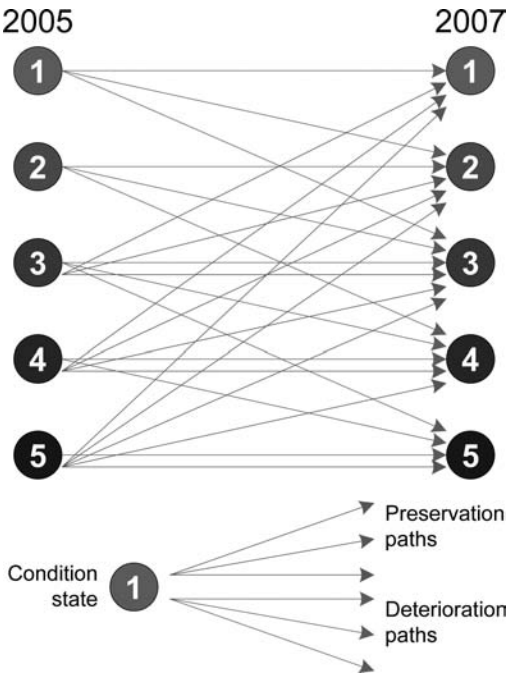 2005 2007
1 1
2 2
3 3
4 4
5 5
Preservation
paths
Condition
state
1
Deterioration
paths